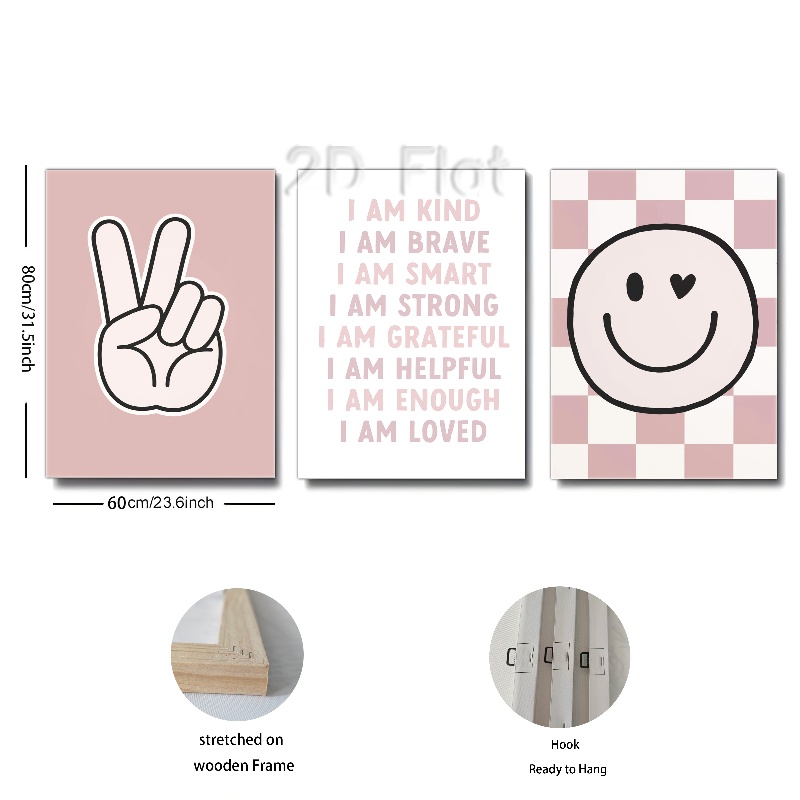 2D Flat
I AM KIND
I AM BRAVE
I AM SMART
I AM STRONG
I AM GRATEFUL
I AM HELPFUL
I AM ENOUGH
I AM LOVED
80cm/31.5inch
60cm/23.6inch
stretched on
wooden Frame
Hook
Ready to Hang